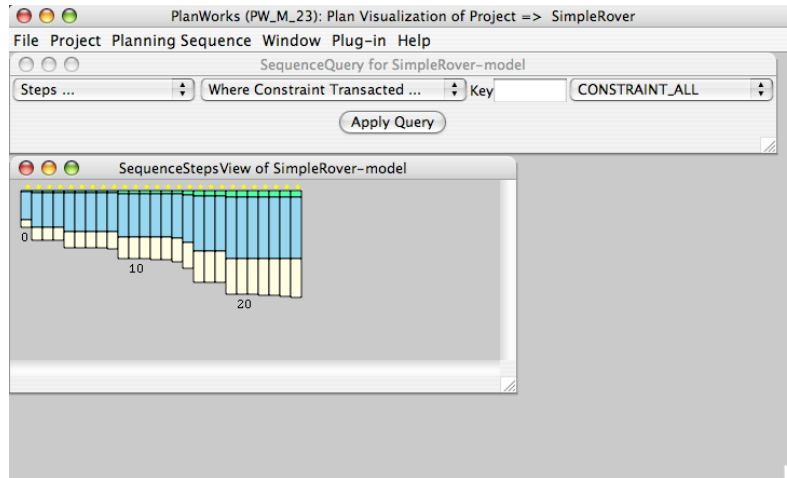 PlanWorks (PW_M_23): Plan Visualization of Project => SimpleRover
File Project Planning Sequence Window Plug-in Help
SequenceQuery for SimpleRover-model
Steps ... Where Constraint Transacted ... Key CONSTRAINT_ALL
Apply Query
SequenceStepsView of SimpleRover-model
0
10
20